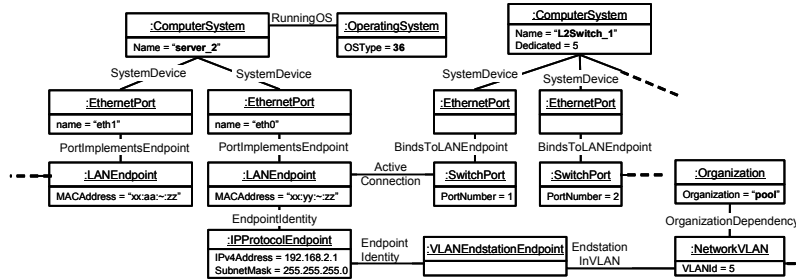 :ComputerSystem
Name = "server_2"
RunningOS
:OperatingSystem
OSType = 36
:ComputerSystem
Name = "L2Switch_1"
Dedicated = 5
SystemDevice
SystemDevice
SystemDevice
SystemDevice
:EthernetPort
name = "eth1"
:EthernetPort
name = "eth0"
:EthernetPort
:EthernetPort
PortImplementsEndpoint
PortImplementsEndpoint
BindsToLANEndpoint
BindsToLANEndpoint
:LANEndpoint
MACAddress = "xx:aa:~:zz"
:LANEndpoint
MACAddress = "xx:yy:~:zz"
Active
Connection
:SwitchPort
PortNumber = 1
:SwitchPort
PortNumber = 2
:Organization
Organization = "pool"
EndpointIdentity
OrganizationDependency
:IPProtocolEndpoint
IPv4Address = 192.168.2.1
SubnetMask = 255.255.255.0
Endpoint
Identity
:VLANEndstationEndpoint
Endstation
InVLAN
:NetworkVLAN
VLANId = 5